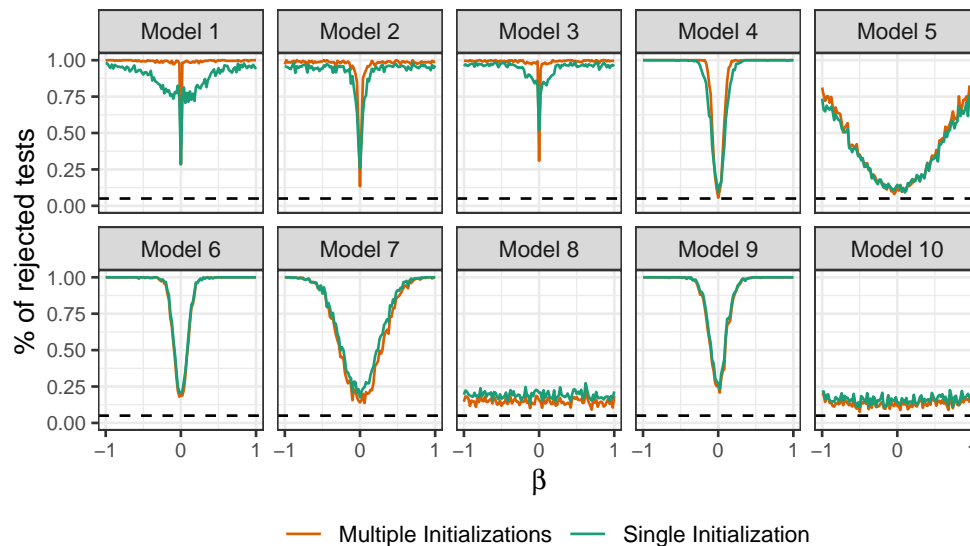 Model 1 Model 2 Model 3 Model 4 Model 5
1.00
0.75
0.50
0.25
0.00
Model 6 Model 7 Model 8 Model 9 Model 10
1.00
0.75
0.50
0.25
0.00
−1 0 1 −1 0 1 −1 0 1 −1 0 1 −1 0 1
% of rejected tests
β
Multiple Initializations Single Initialization